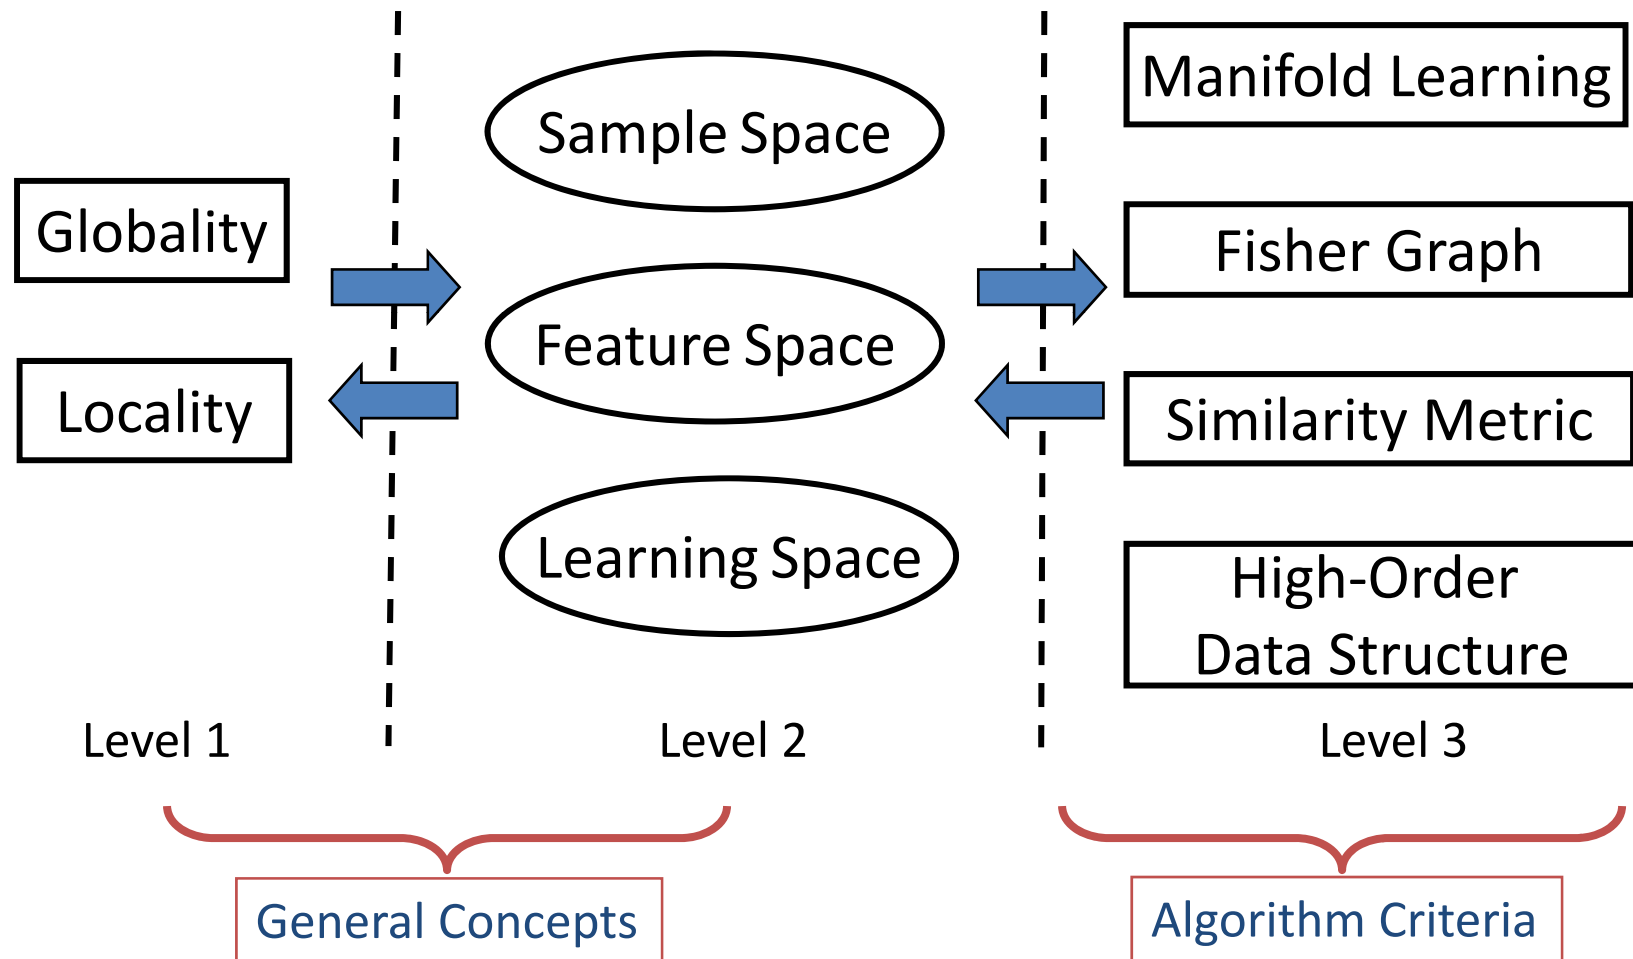 Globality
Locality
Level 1
Sample Space
Feature Space
Learning Space
Level 2
Manifold Learning
Fisher Graph
Similarity Metric
High-Order
Data Structure
Level 3
General Concepts
Algorithm Criteria